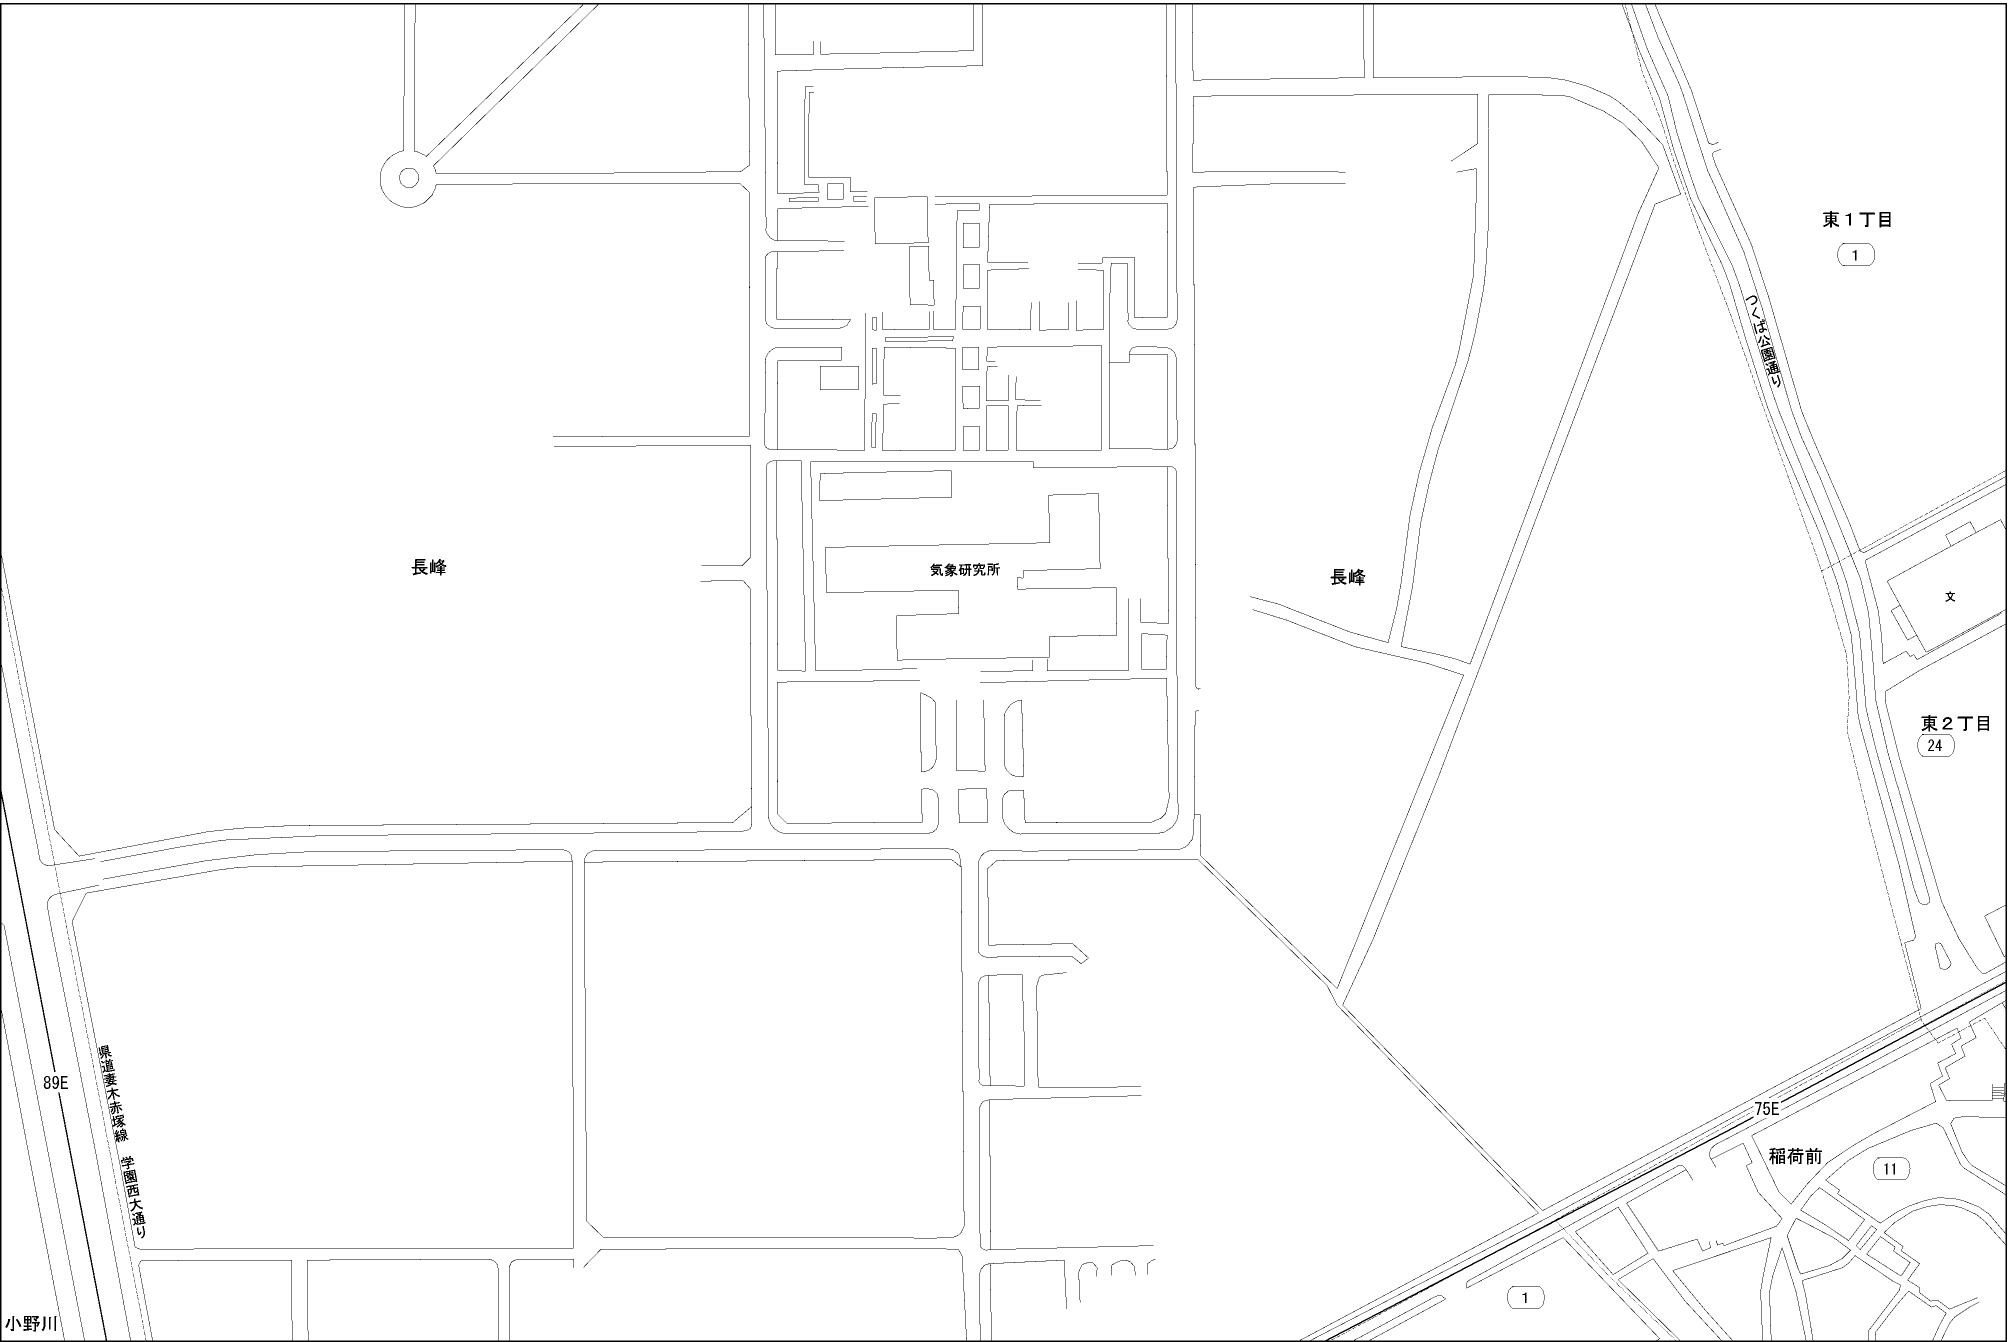 東１丁目
1
つくば公園通り
長峰
気象研究所
長峰
文
東２丁目
24
89E
県道妻木赤塚線　学園西大通り
75E
稲荷前
11
1
小野川